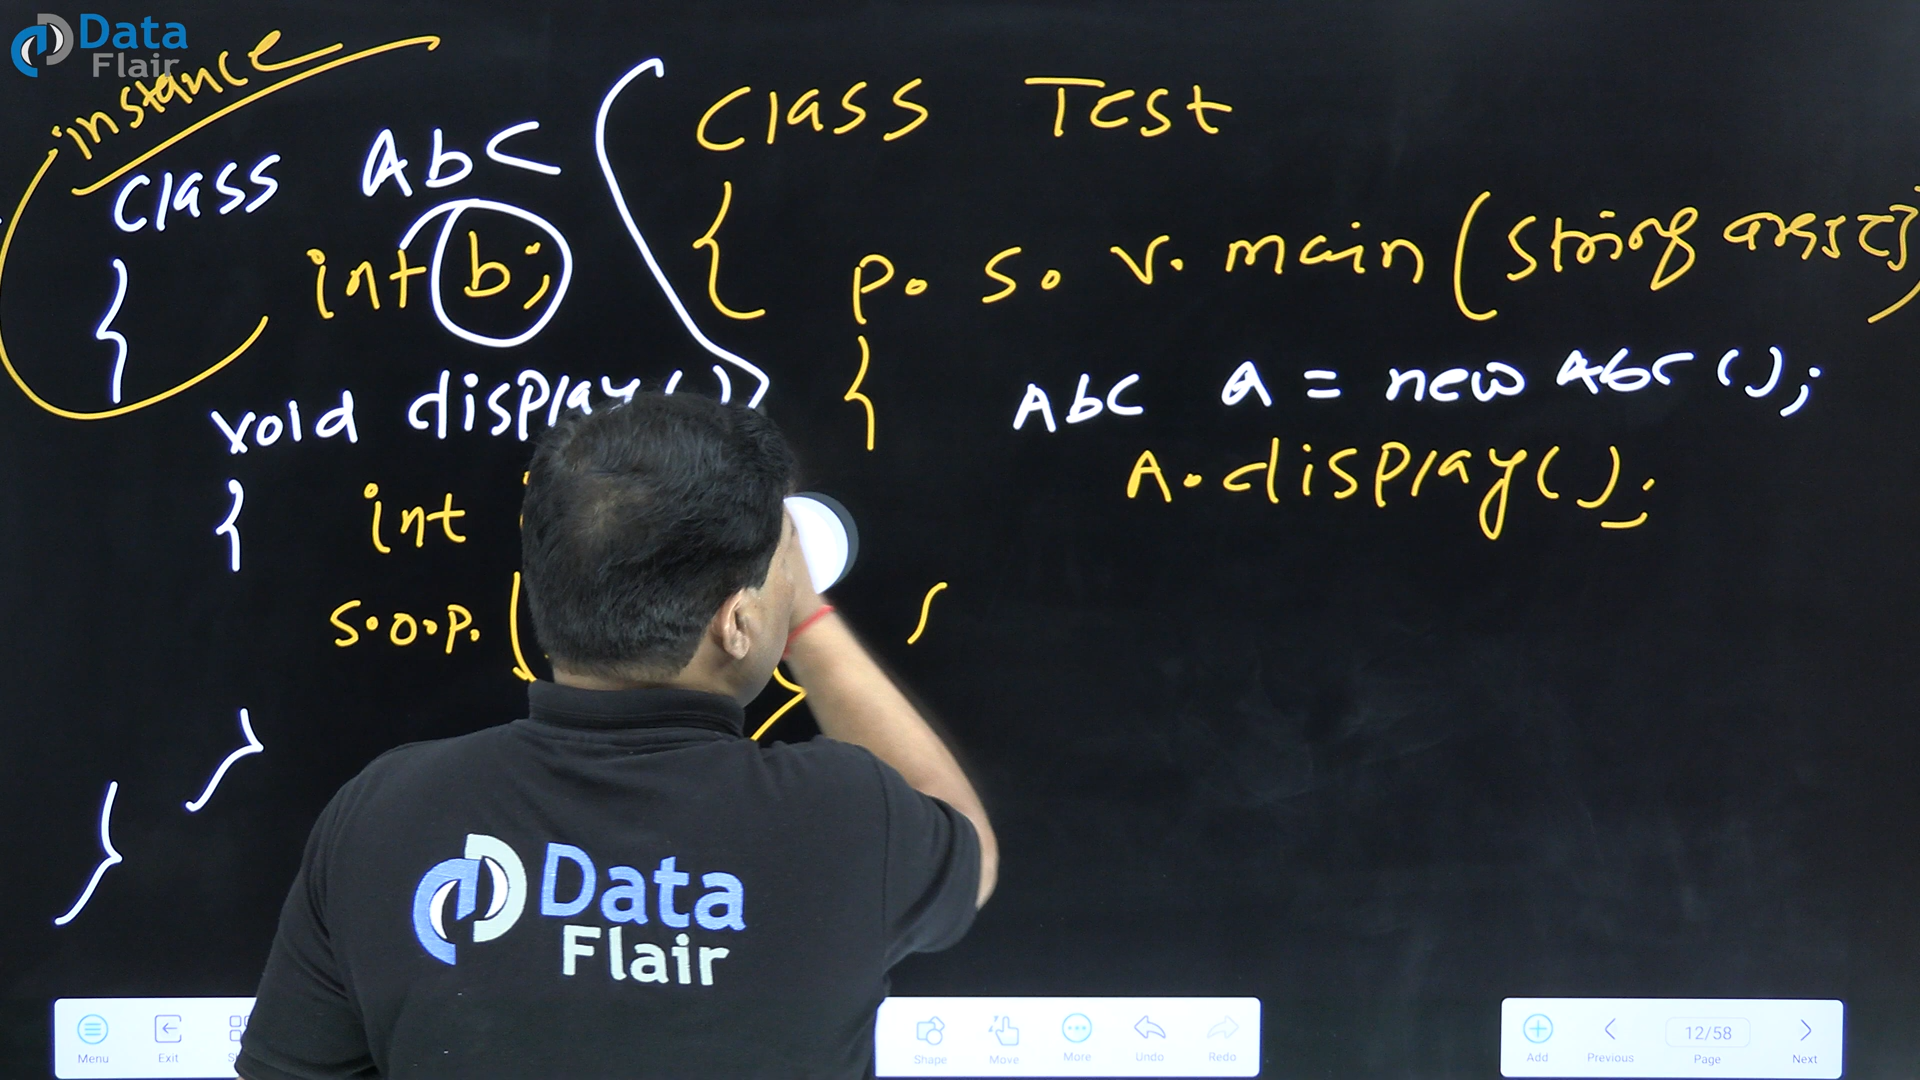 Data
Flair
instance
class Abc
{
int b;
void display()
{
int
s.o.p. (
}
}
Class Test
{
p. s. v. main (String args[])
{
Abc a = new Abc ();
A.display();
}
Data
Flair
Menu
Exit
Shape
Move
More
Undo
Redo
Add
Previous
12/58
Page
Next